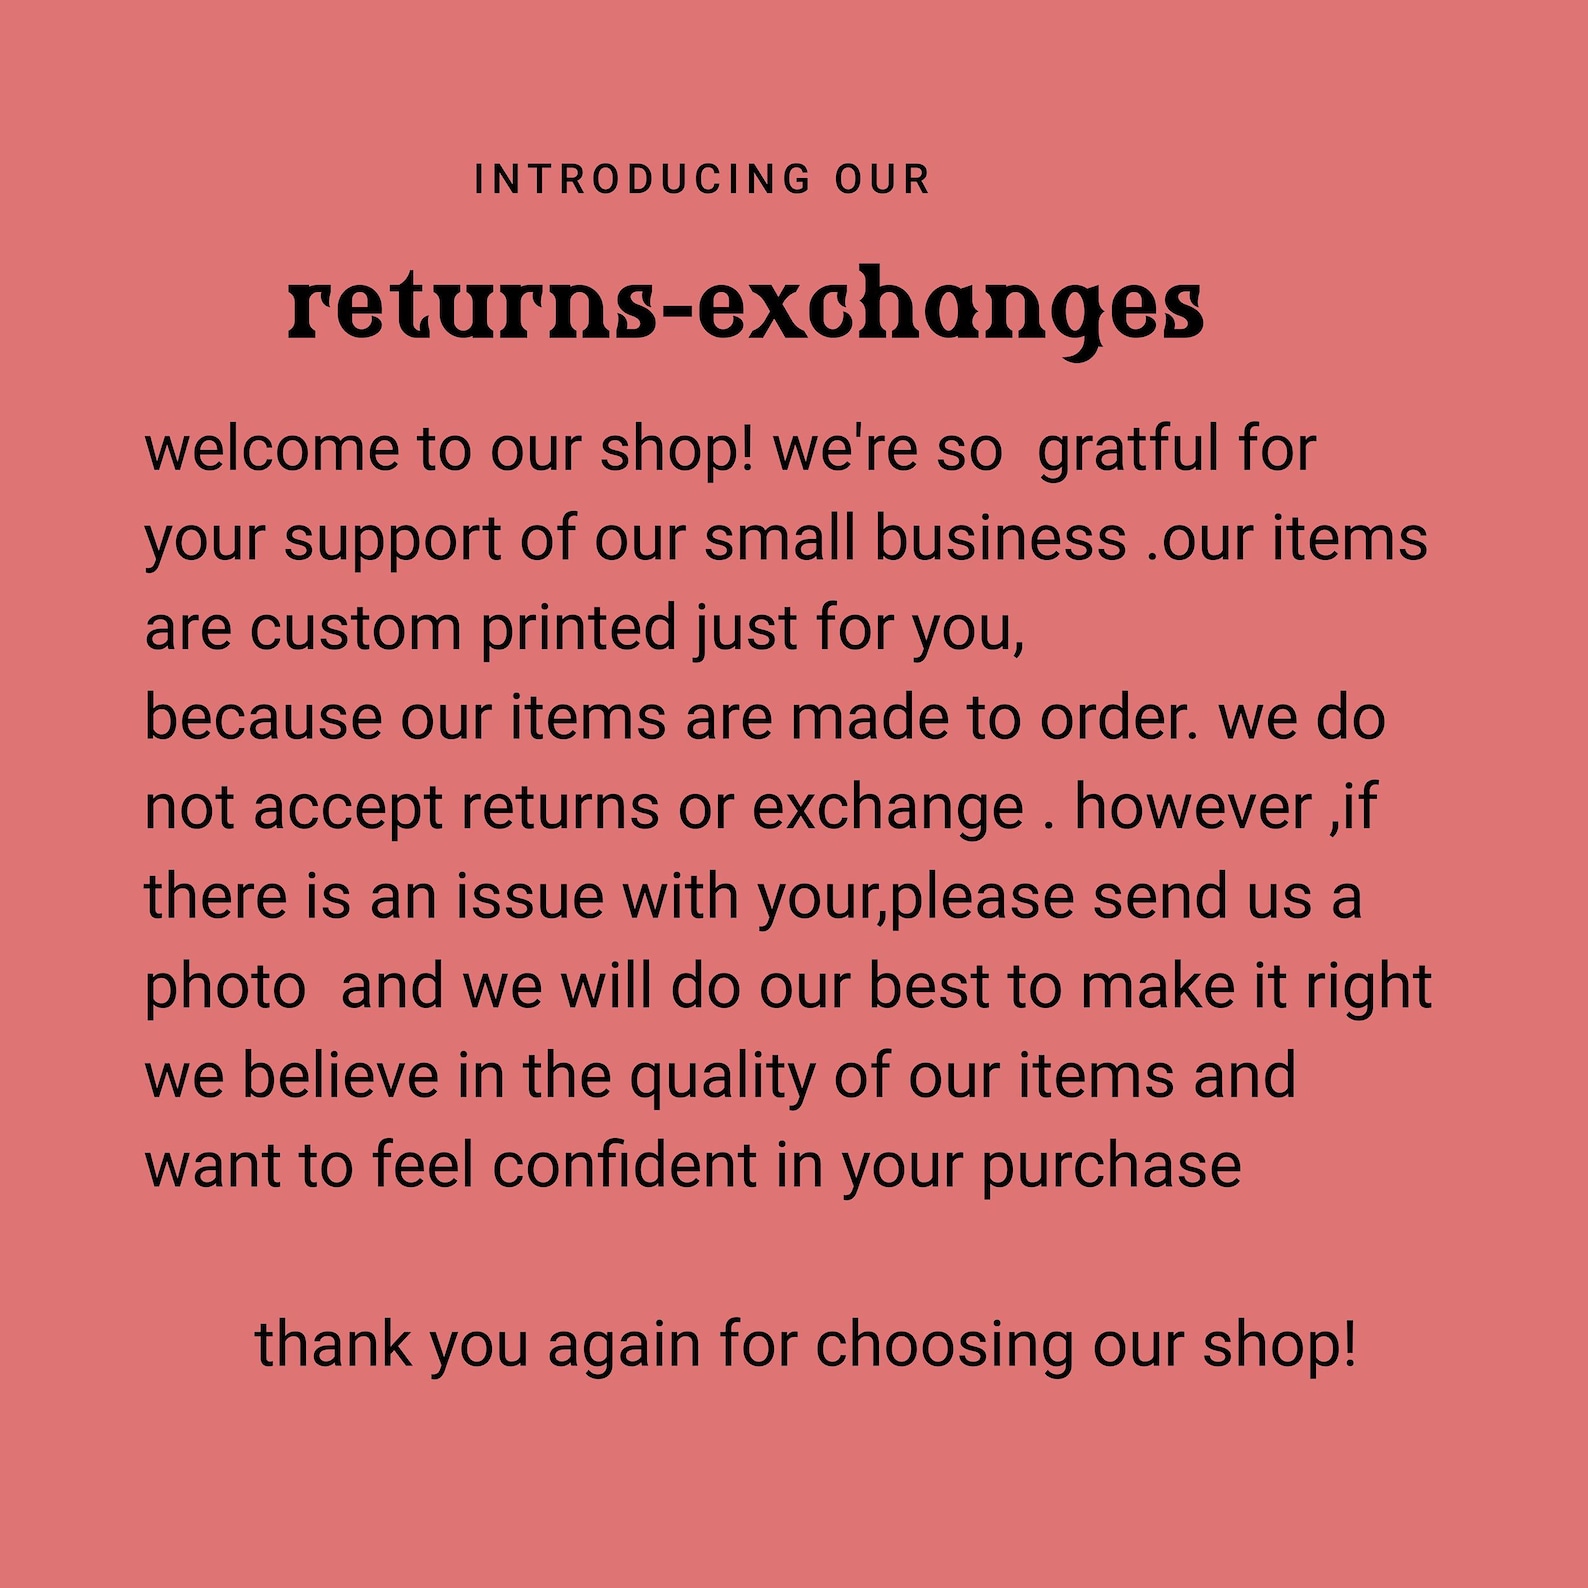 INTRODUCING OUR
returns-exchanges
welcome to our shop! we're so  gratful for
your support of our small business .our items
are custom printed just for you,
because our items are made to order. we do
not accept returns or exchange . however ,if
there is an issue with your,please send us a
photo  and we will do our best to make it right
we believe in the quality of our items and
want to feel confident in your purchase
thank you again for choosing our shop!